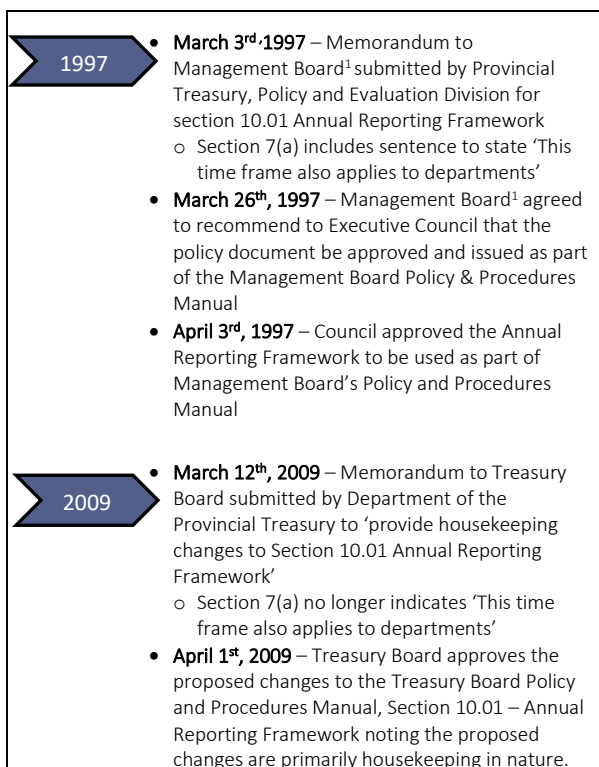 1997
• March 3rd, 1997 – Memorandum to
Management Board1 submitted by Provincial
Treasury, Policy and Evaluation Division for
section 10.01 Annual Reporting Framework
o Section 7(a) includes sentence to state ‘This
time frame also applies to departments’
• March 26th, 1997 – Management Board1 agreed
to recommend to Executive Council that the
policy document be approved and issued as part
of the Management Board Policy & Procedures
Manual
• April 3rd, 1997 – Council approved the Annual
Reporting Framework to be used as part of
Management Board’s Policy and Procedures
Manual
2009
• March 12th, 2009 – Memorandum to Treasury
Board submitted by Department of the
Provincial Treasury to ‘provide housekeeping
changes to Section 10.01 Annual Reporting
Framework’
o Section 7(a) no longer indicates ‘This time
frame also applies to departments’
• April 1st, 2009 – Treasury Board approves the
proposed changes to the Treasury Board Policy
and Procedures Manual, Section 10.01 – Annual
Reporting Framework noting the proposed
changes are primarily housekeeping in nature.